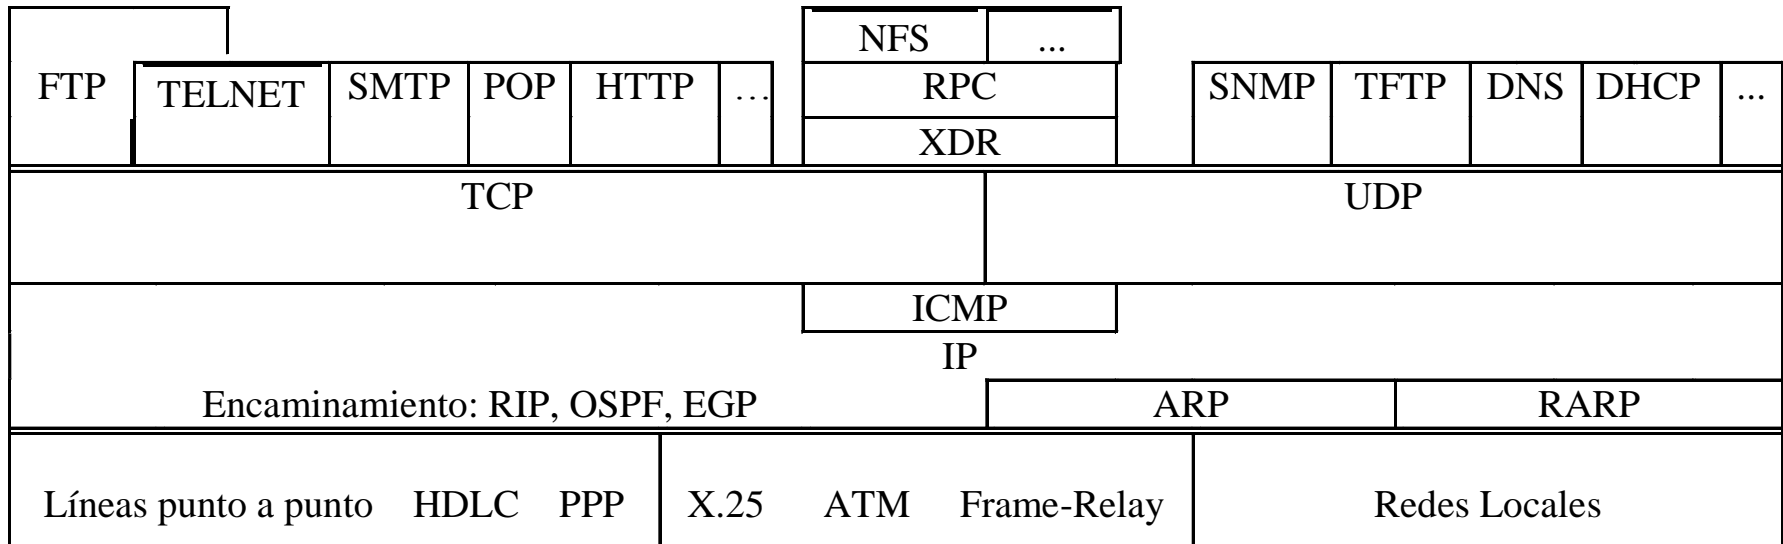 NFS ...
FTP TELNET SMTP POP HTTP ... RPC SNMP TFTP DNS DHCP ...
XDR
TCP UDP
ICMP
IP
Encaminamiento: RIP, OSPF, EGP ARP RARP
Líneas punto a punto HDLC PPP X.25 ATM Frame-Relay Redes Locales